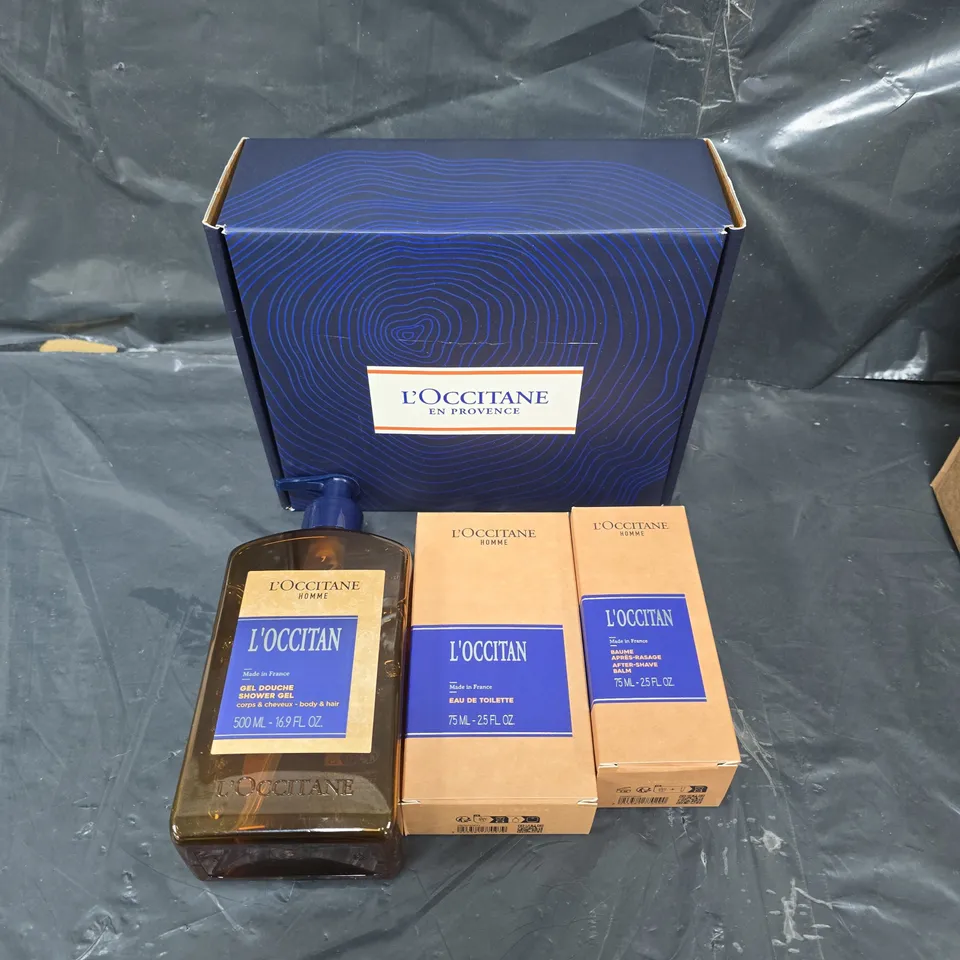 L'OCCITANE
EN PROVENCE
L'OCCITANE
HOMME
L'OCCITAN
Made in France
GEL DOUCHE
SHOWER GEL
corps & cheveux - body & hair
500 ML - 16.9 FL. OZ.
L'OCCITANE
L'OCCITANE
HOMME
L'OCCITAN
Made in France
EAU DE TOILETTE
75 ML - 2.5 FL. OZ.
L'OCCITANE
HOMME
L'OCCITAN
Made in France
BAUME
APRÈS-RASAGE
AFTER-SHAVE
BALM
75 ML - 2.5 FL. OZ.